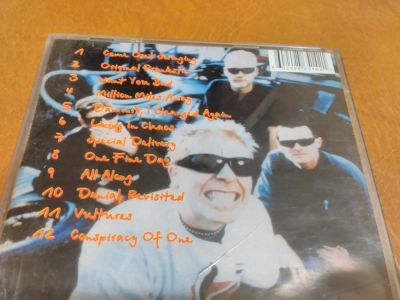 1 Come Out Swinging
2 Original Prankster
3 Want You Bad
4 Million Miles Away
5 Dammit, I Changed Again
6 Living In Chaos
7 Special Delivery
8 One Fine Day
9 All Along
10 Denial, Revisited
11 Vultures
12 Conspiracy Of One